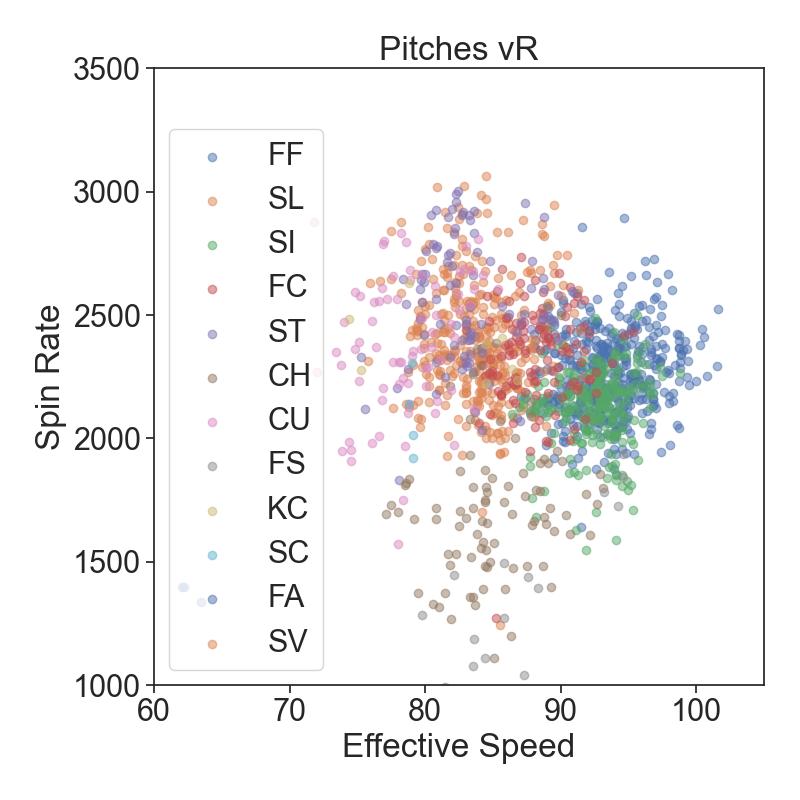 Pitches vR
3500
3000
2500
2000
1500
1000
Spin Rate
FF
SL
SI
FC
ST
CH
CU
FS
KC
SC
FA
SV
60 70 80 90 100
Effective Speed